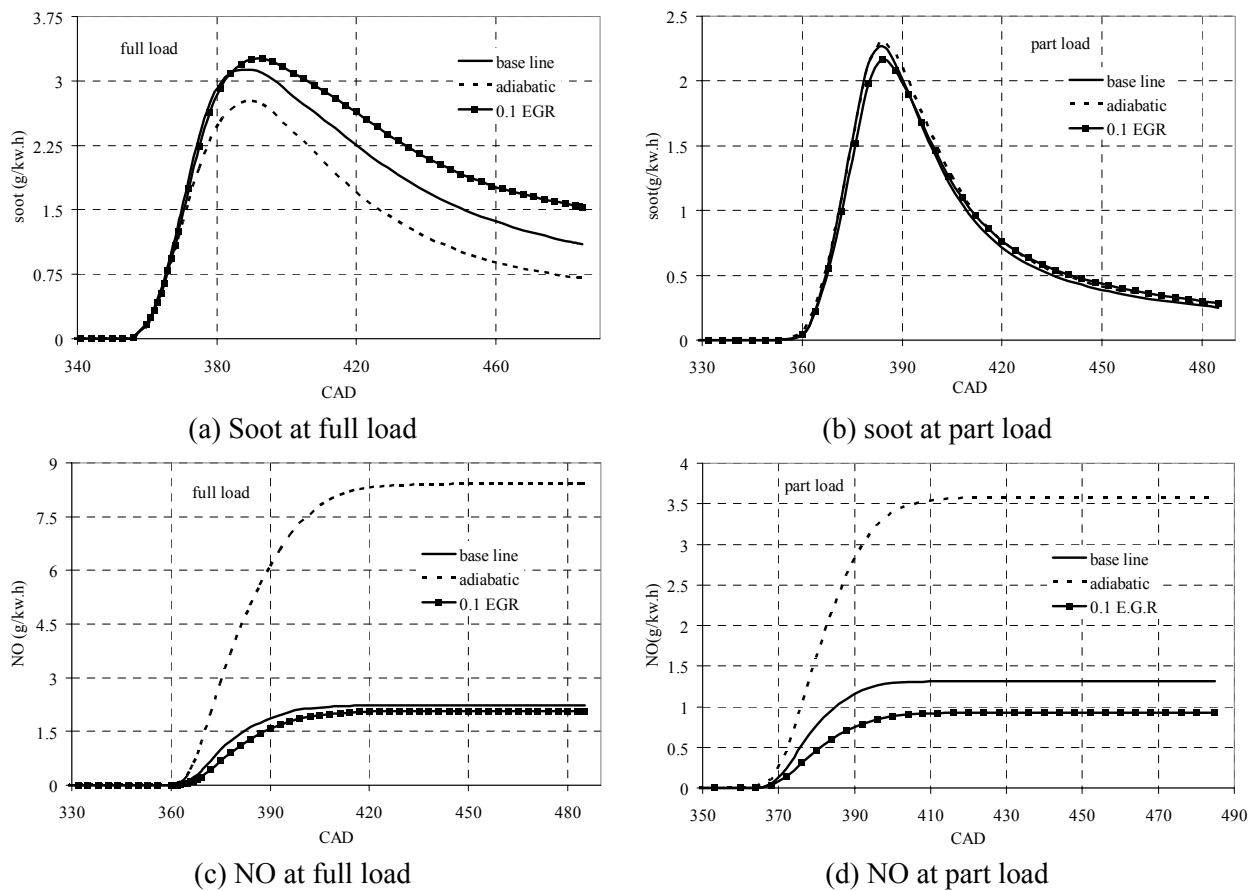 3.75
3
2.25
1.5
0.75
0
soot (g/kw.h)
full load
base line
adiabatic
0.1 EGR
340
380
420
460
CAD
(a) Soot at full load
2.5
2
1.5
1
0.5
0
soot(g/kw.h)
part load
base line
adiabatic
0.1 EGR
330
360
390
420
450
480
CAD
(b) soot at part load
9
7.5
6
4.5
3
1.5
0
NO (g/kw.h)
full load
base line
adiabatic
0.1 EGR
330
360
390
420
450
480
CAD
(c) NO at full load
4
3.5
3
2.5
2
1.5
1
0.5
0
NO(g/kw.h)
part load
base line
adiabatic
0.1 E.G.R
350
370
390
410
430
450
470
490
CAD
(d) NO at part load